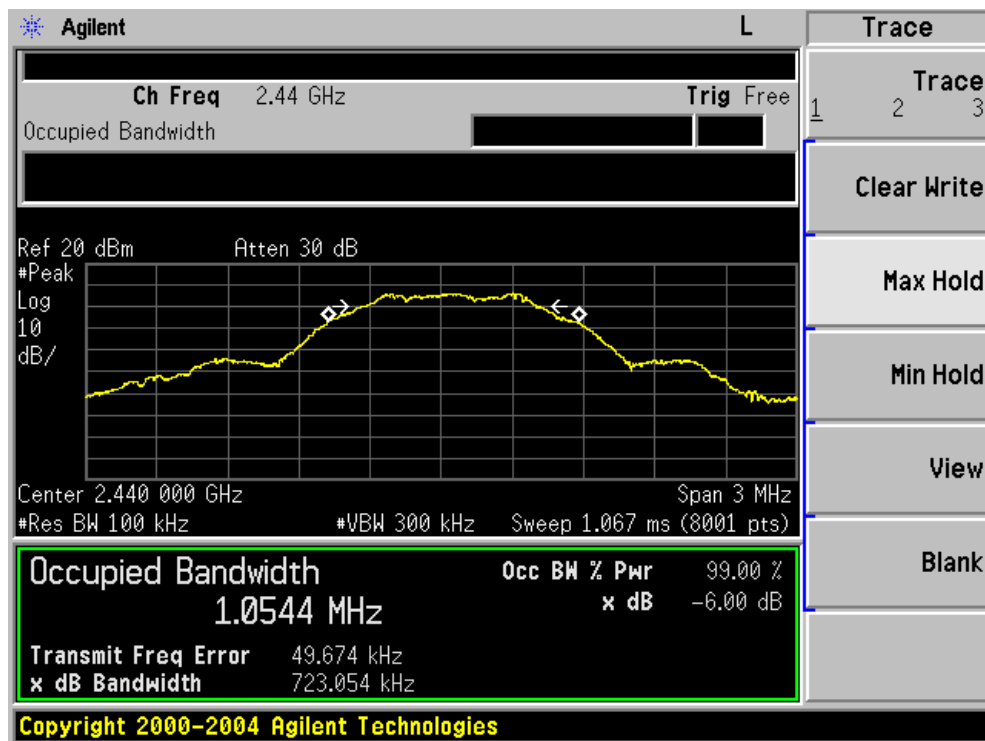 Agilent L Trace
Ch Freq 2.44 GHz Trig Free
Occupied Bandwidth
Trace
1 2 3
Clear Write
Max Hold
Min Hold
View
Blank
Ref 20 dBm Atten 30 dB
#Peak
Log
10
dB/
Center 2.440 000 GHz Span 3 MHz
#Res BW 100 kHz #VBW 300 kHz Sweep 1.067 ms (8001 pts)
Occupied Bandwidth Occ BW % Pwr 99.00 %
1.0544 MHz x dB -6.00 dB
Transmit Freq Error 49.674 kHz
x dB Bandwidth 723.054 kHz
Copyright 2000-2004 Agilent Technologies